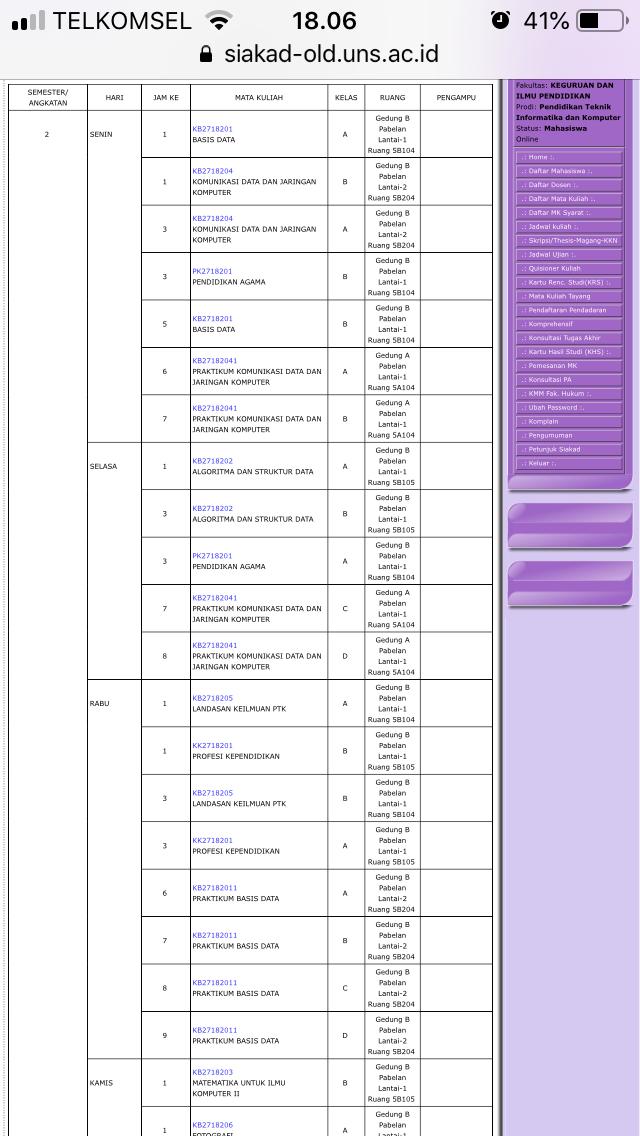 TELKOMSEL 18.06 41%
siakad-old.uns.ac.id
SEMESTER/
ANGKATAN HARI JAM KE MATA KULIAH KELAS RUANG PENGAMPU
2 SENIN 1 KB2718201
BASIS DATA A Gedung B
Pabelan
Lantai-1
Ruang 5B104
1 KB2718204
KOMUNIKASI DATA DAN JARINGAN
KOMPUTER B Gedung B
Pabelan
Lantai-2
Ruang 5B204
3 KB2718204
KOMUNIKASI DATA DAN JARINGAN
KOMPUTER A Gedung B
Pabelan
Lantai-2
Ruang 5B204
3 PK2718201
PENDIDIKAN AGAMA B Gedung B
Pabelan
Lantai-1
Ruang 5B104
5 KB2718201
BASIS DATA B Gedung B
Pabelan
Lantai-1
Ruang 5B104
6 KB27182041
PRAKTIKUM KOMUNIKASI DATA DAN
JARINGAN KOMPUTER A Gedung A
Pabelan
Lantai-1
Ruang 5A104
7 KB27182041
PRAKTIKUM KOMUNIKASI DATA DAN
JARINGAN KOMPUTER B Gedung A
Pabelan
Lantai-1
Ruang 5A104
SELASA 1 KB2718202
ALGORITMA DAN STRUKTUR DATA A Gedung B
Pabelan
Lantai-1
Ruang 5B105
3 KB2718202
ALGORITMA DAN STRUKTUR DATA B Gedung B
Pabelan
Lantai-1
Ruang 5B105
3 PK2718201
PENDIDIKAN AGAMA A Gedung B
Pabelan
Lantai-1
Ruang 5B104
7 KB27182041
PRAKTIKUM KOMUNIKASI DATA DAN
JARINGAN KOMPUTER C Gedung A
Pabelan
Lantai-1
Ruang 5A104
8 KB27182041
PRAKTIKUM KOMUNIKASI DATA DAN
JARINGAN KOMPUTER D Gedung A
Pabelan
Lantai-1
Ruang 5A104
RABU 1 KB2718205
LANDASAN KEILMUAN PTK A Gedung B
Pabelan
Lantai-1
Ruang 5B104
1 KK2718201
PROFESI KEPENDIDIKAN B Gedung B
Pabelan
Lantai-1
Ruang 5B105
3 KB2718205
LANDASAN KEILMUAN PTK B Gedung B
Pabelan
Lantai-1
Ruang 5B104
3 KK2718201
PROFESI KEPENDIDIKAN A Gedung B
Pabelan
Lantai-1
Ruang 5B105
6 KB27182011
PRAKTIKUM BASIS DATA A Gedung B
Pabelan
Lantai-2
Ruang 5B204
7 KB27182011
PRAKTIKUM BASIS DATA B Gedung B
Pabelan
Lantai-2
Ruang 5B204
8 KB27182011
PRAKTIKUM BASIS DATA C Gedung B
Pabelan
Lantai-2
Ruang 5B204
9 KB27182011
PRAKTIKUM BASIS DATA D Gedung B
Pabelan
Lantai-2
Ruang 5B204
KAMIS 1 KB2718203
MATEMATIKA UNTUK ILMU
KOMPUTER II B Gedung B
Pabelan
Lantai-1
Ruang 5B105
1 KB2718206
FOTOGRAFI A Gedung B
Pabelan
Lantai-1
Fakultas: KEGURUAN DAN
ILMU PENDIDIKAN
Prodi: Pendidikan Teknik
Informatika dan Komputer
Status: Mahasiswa
Online
.: Home :.
.: Daftar Mahasiswa :.
.: Daftar Dosen :.
.: Daftar Mata Kuliah :.
.: Daftar MK Syarat :.
.: Jadwal kuliah :.
.: Skripsi/Thesis-Magang-KKN
.: Jadwal Ujian :.
.: Quisioner Kuliah
.: Kartu Renc. Studi(KRS) :.
.: Mata Kuliah Tayang
.: Pendaftaran Pendadaran
.: Komprehensif
.: Konsultasi Tugas Akhir
.: Kartu Hasil Studi (KHS) :.
.: Pemesanan MK
.: Konsultasi PA
.: KMM Fak. Hukum :.
.: Ubah Password :.
.: Komplain
.: Pengumuman
.: Petunjuk Siakad
.: Keluar :.